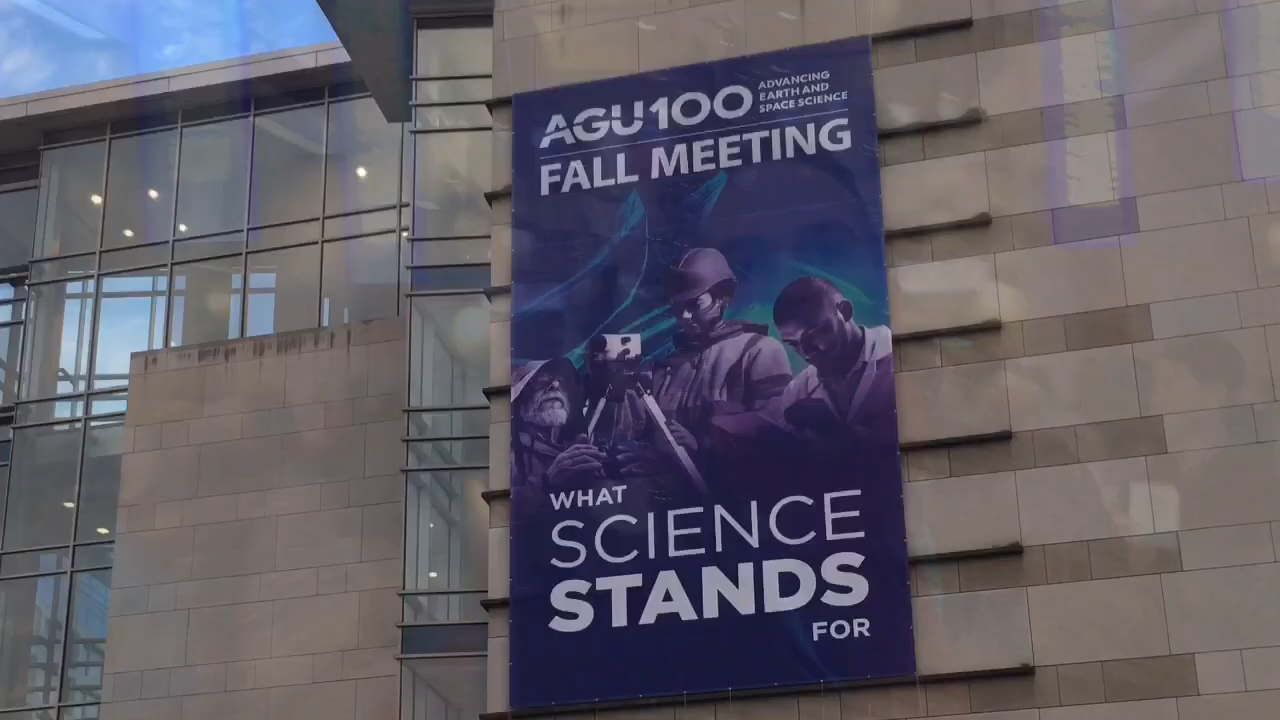 AGU100
ADVANCING
EARTH AND
SPACE SCIENCE
FALL MEETING
WHAT
SCIENCE
STANDS
FOR